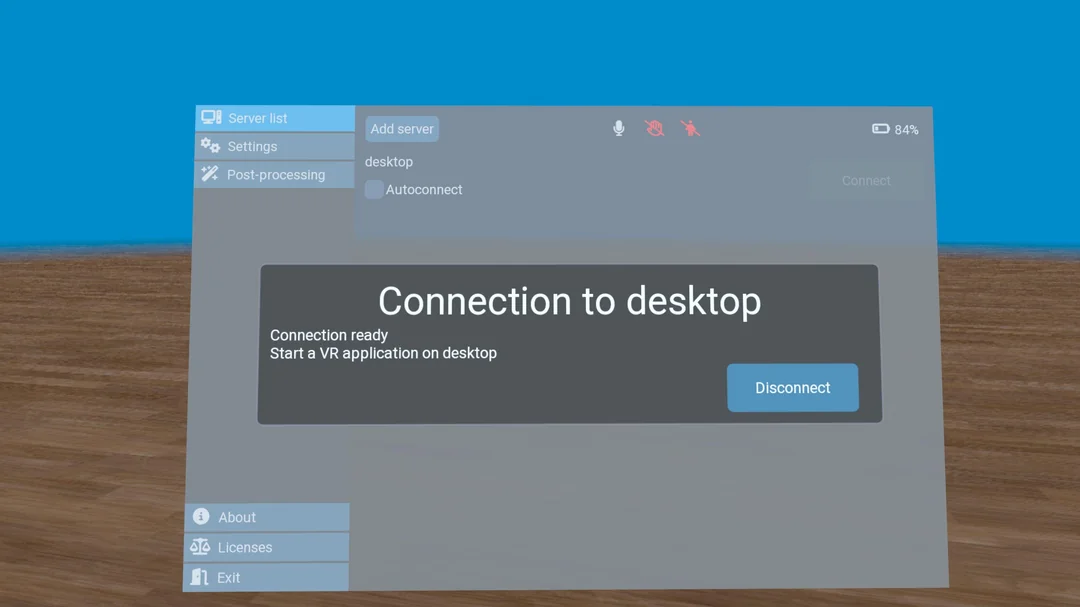 Server list
Settings
Post-processing
Add server
84%
desktop
Autoconnect
Connect
Connection to desktop
Connection ready
Start a VR application on desktop
Disconnect
About
Licenses
Exit